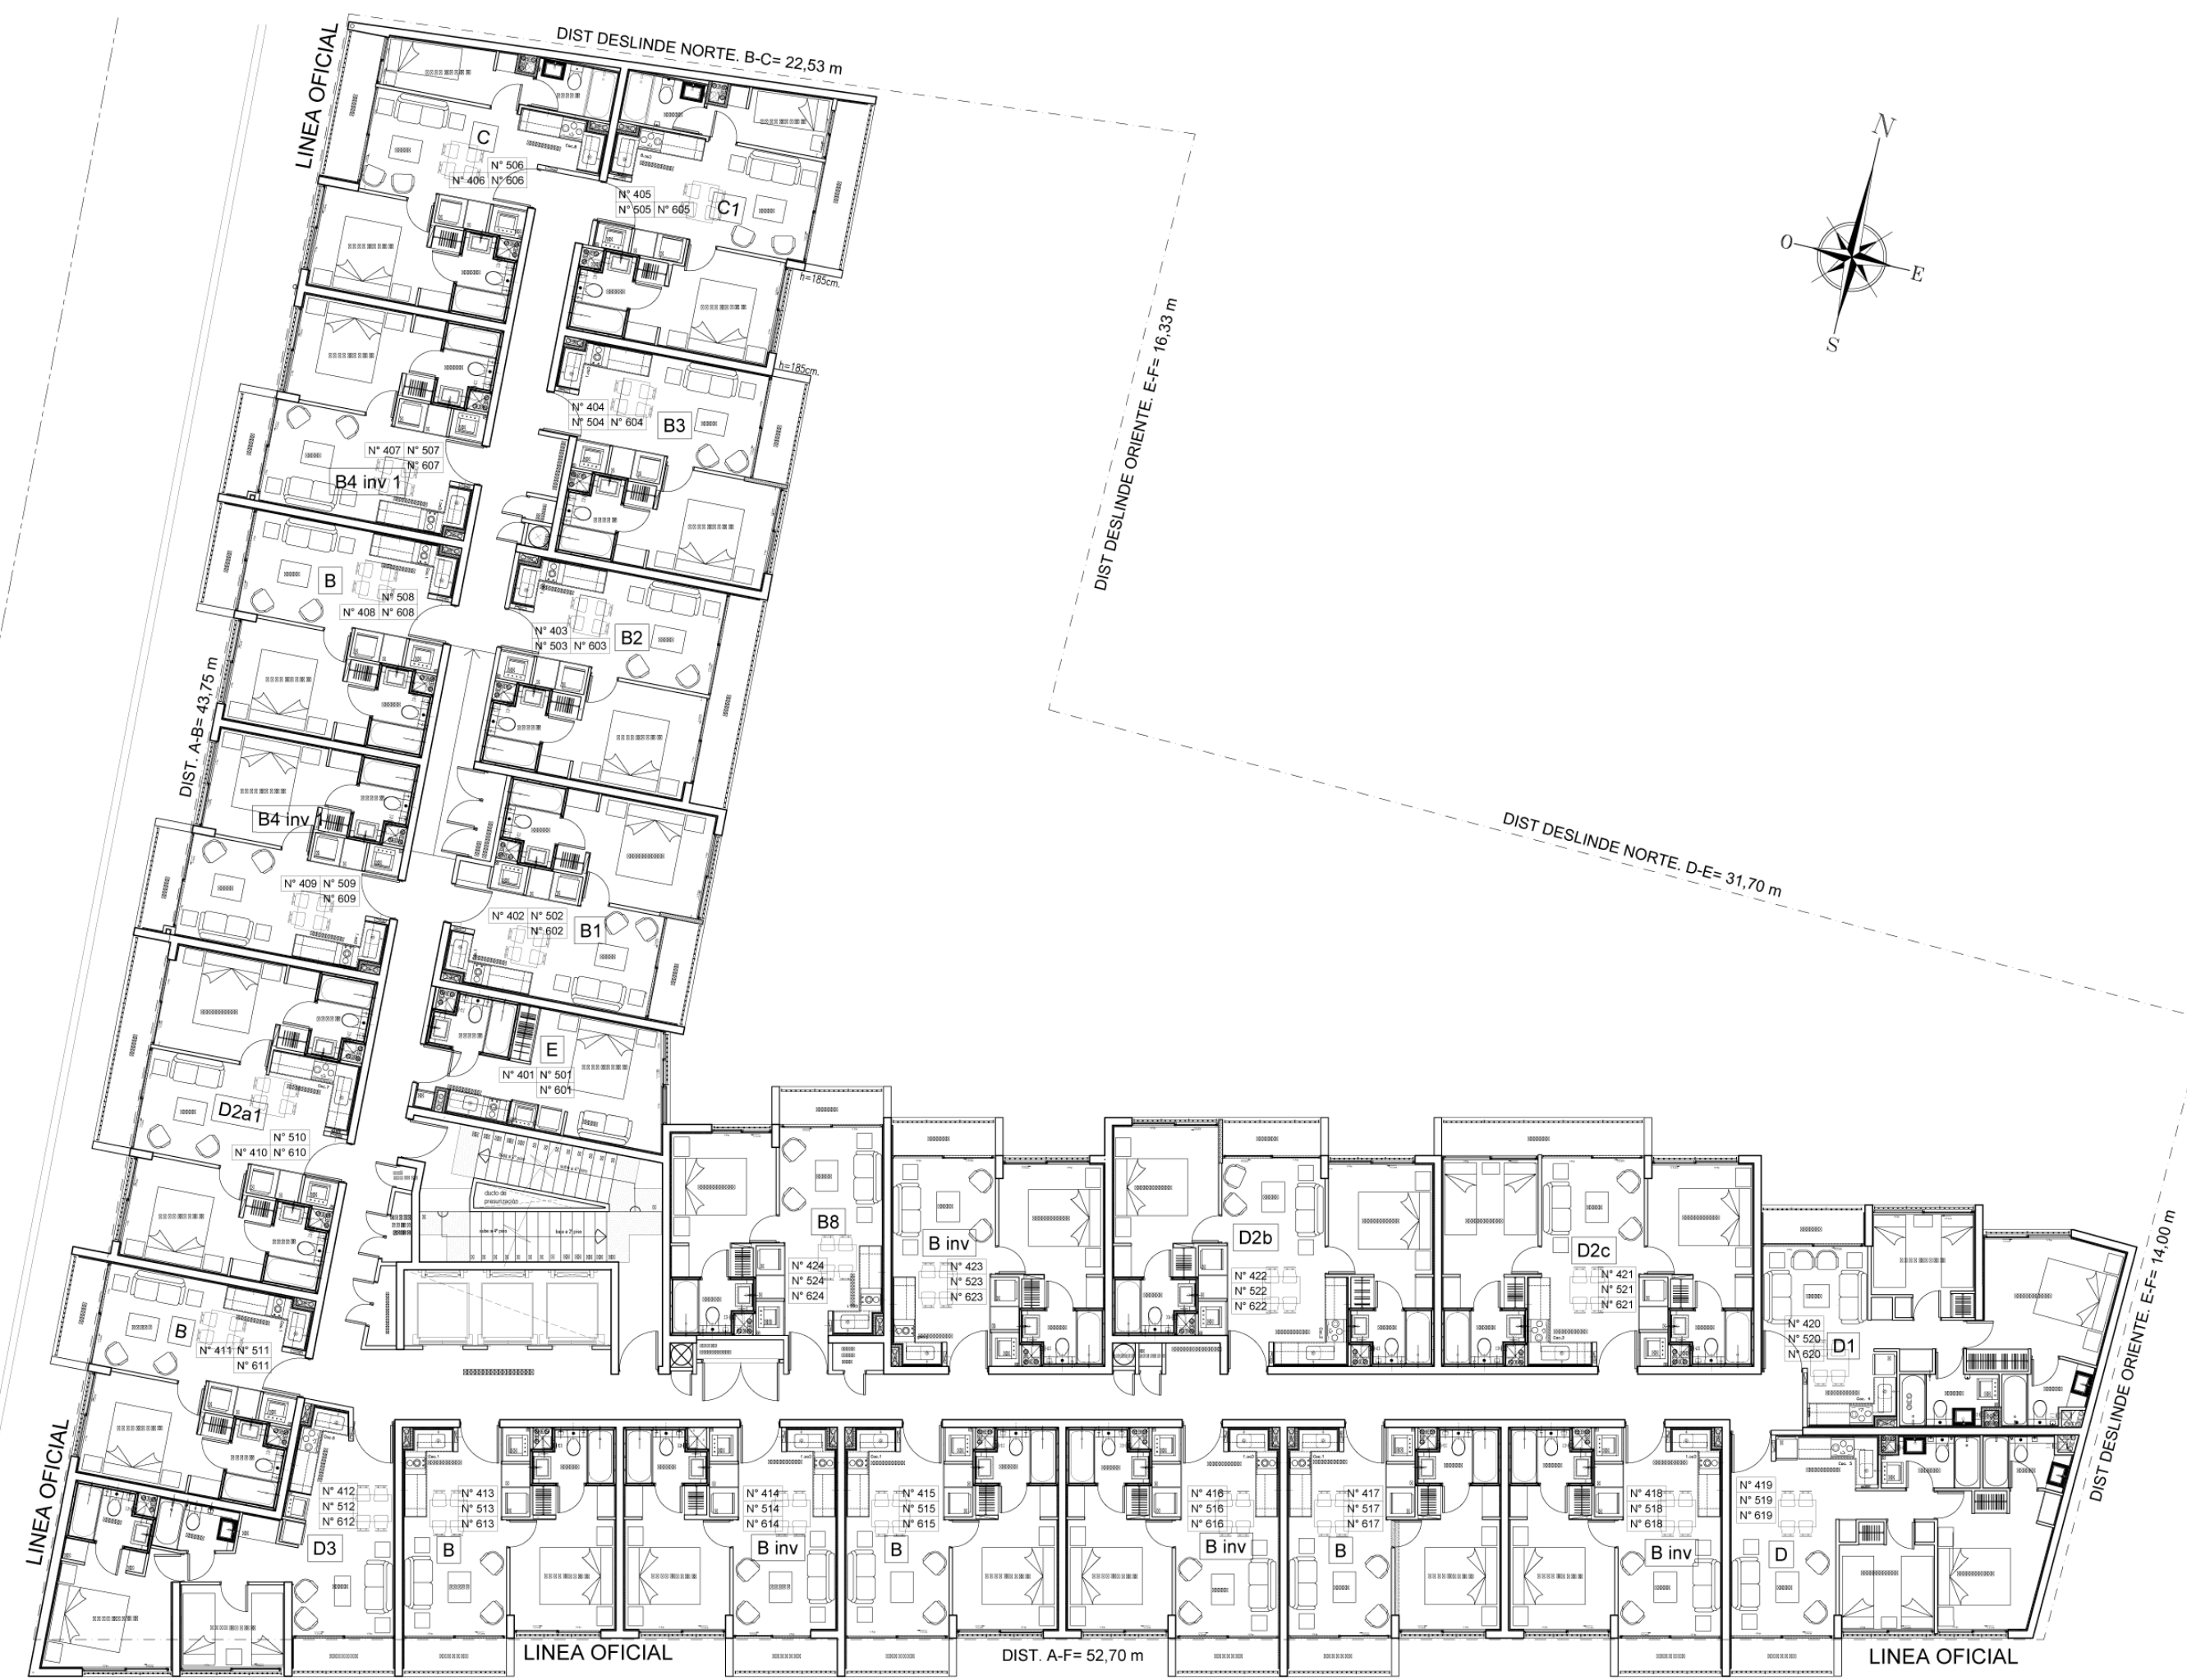 DIST DESLINDE NORTE. B-C= 22,53 m
LINEA OFICIAL
N
O
E
S
C
N° 506
N° 406 N° 606
N° 405
N° 505 N° 605
C1
h=185cm.
h=185cm.
DIST DESLINDE ORIENTE. E-F= 16,33 m
N° 404
N° 504 N° 604
B3
N° 407 N° 507
N° 607
B4 inv 1
B
N° 508
N° 408 N° 608
N° 403
N° 503 N° 603
B2
DIST. A-B= 43,75 m
B4 inv 1
DIST DESLINDE NORTE. D-E= 31,70 m
N° 409 N° 509
N° 609
N° 402 N° 502
N° 602
B1
E
N° 401 N° 501
N° 601
D2a1
N° 510
N° 410 N° 610
ducto de
presurización
B8
N° 424
N° 524
N° 624
B inv
N° 423
N° 523
N° 623
D2b
N° 422
N° 522
N° 622
D2c
N° 421
N° 521
N° 621
N° 420
N° 520
N° 620
D1
DIST DESLINDE ORIENTE. E-F= 14,00 m
B
N° 411 N° 511
N° 611
LINEA OFICIAL
N° 412
N° 512
N° 612
D3
N° 413
N° 513
N° 613
B
N° 414
N° 514
N° 614
B inv
N° 415
N° 515
N° 615
B
N° 416
N° 516
N° 616
B inv
N° 417
N° 517
N° 617
B
N° 418
N° 518
N° 618
B inv
N° 419
N° 519
N° 619
D
LINEA OFICIAL
DIST. A-F= 52,70 m
LINEA OFICIAL